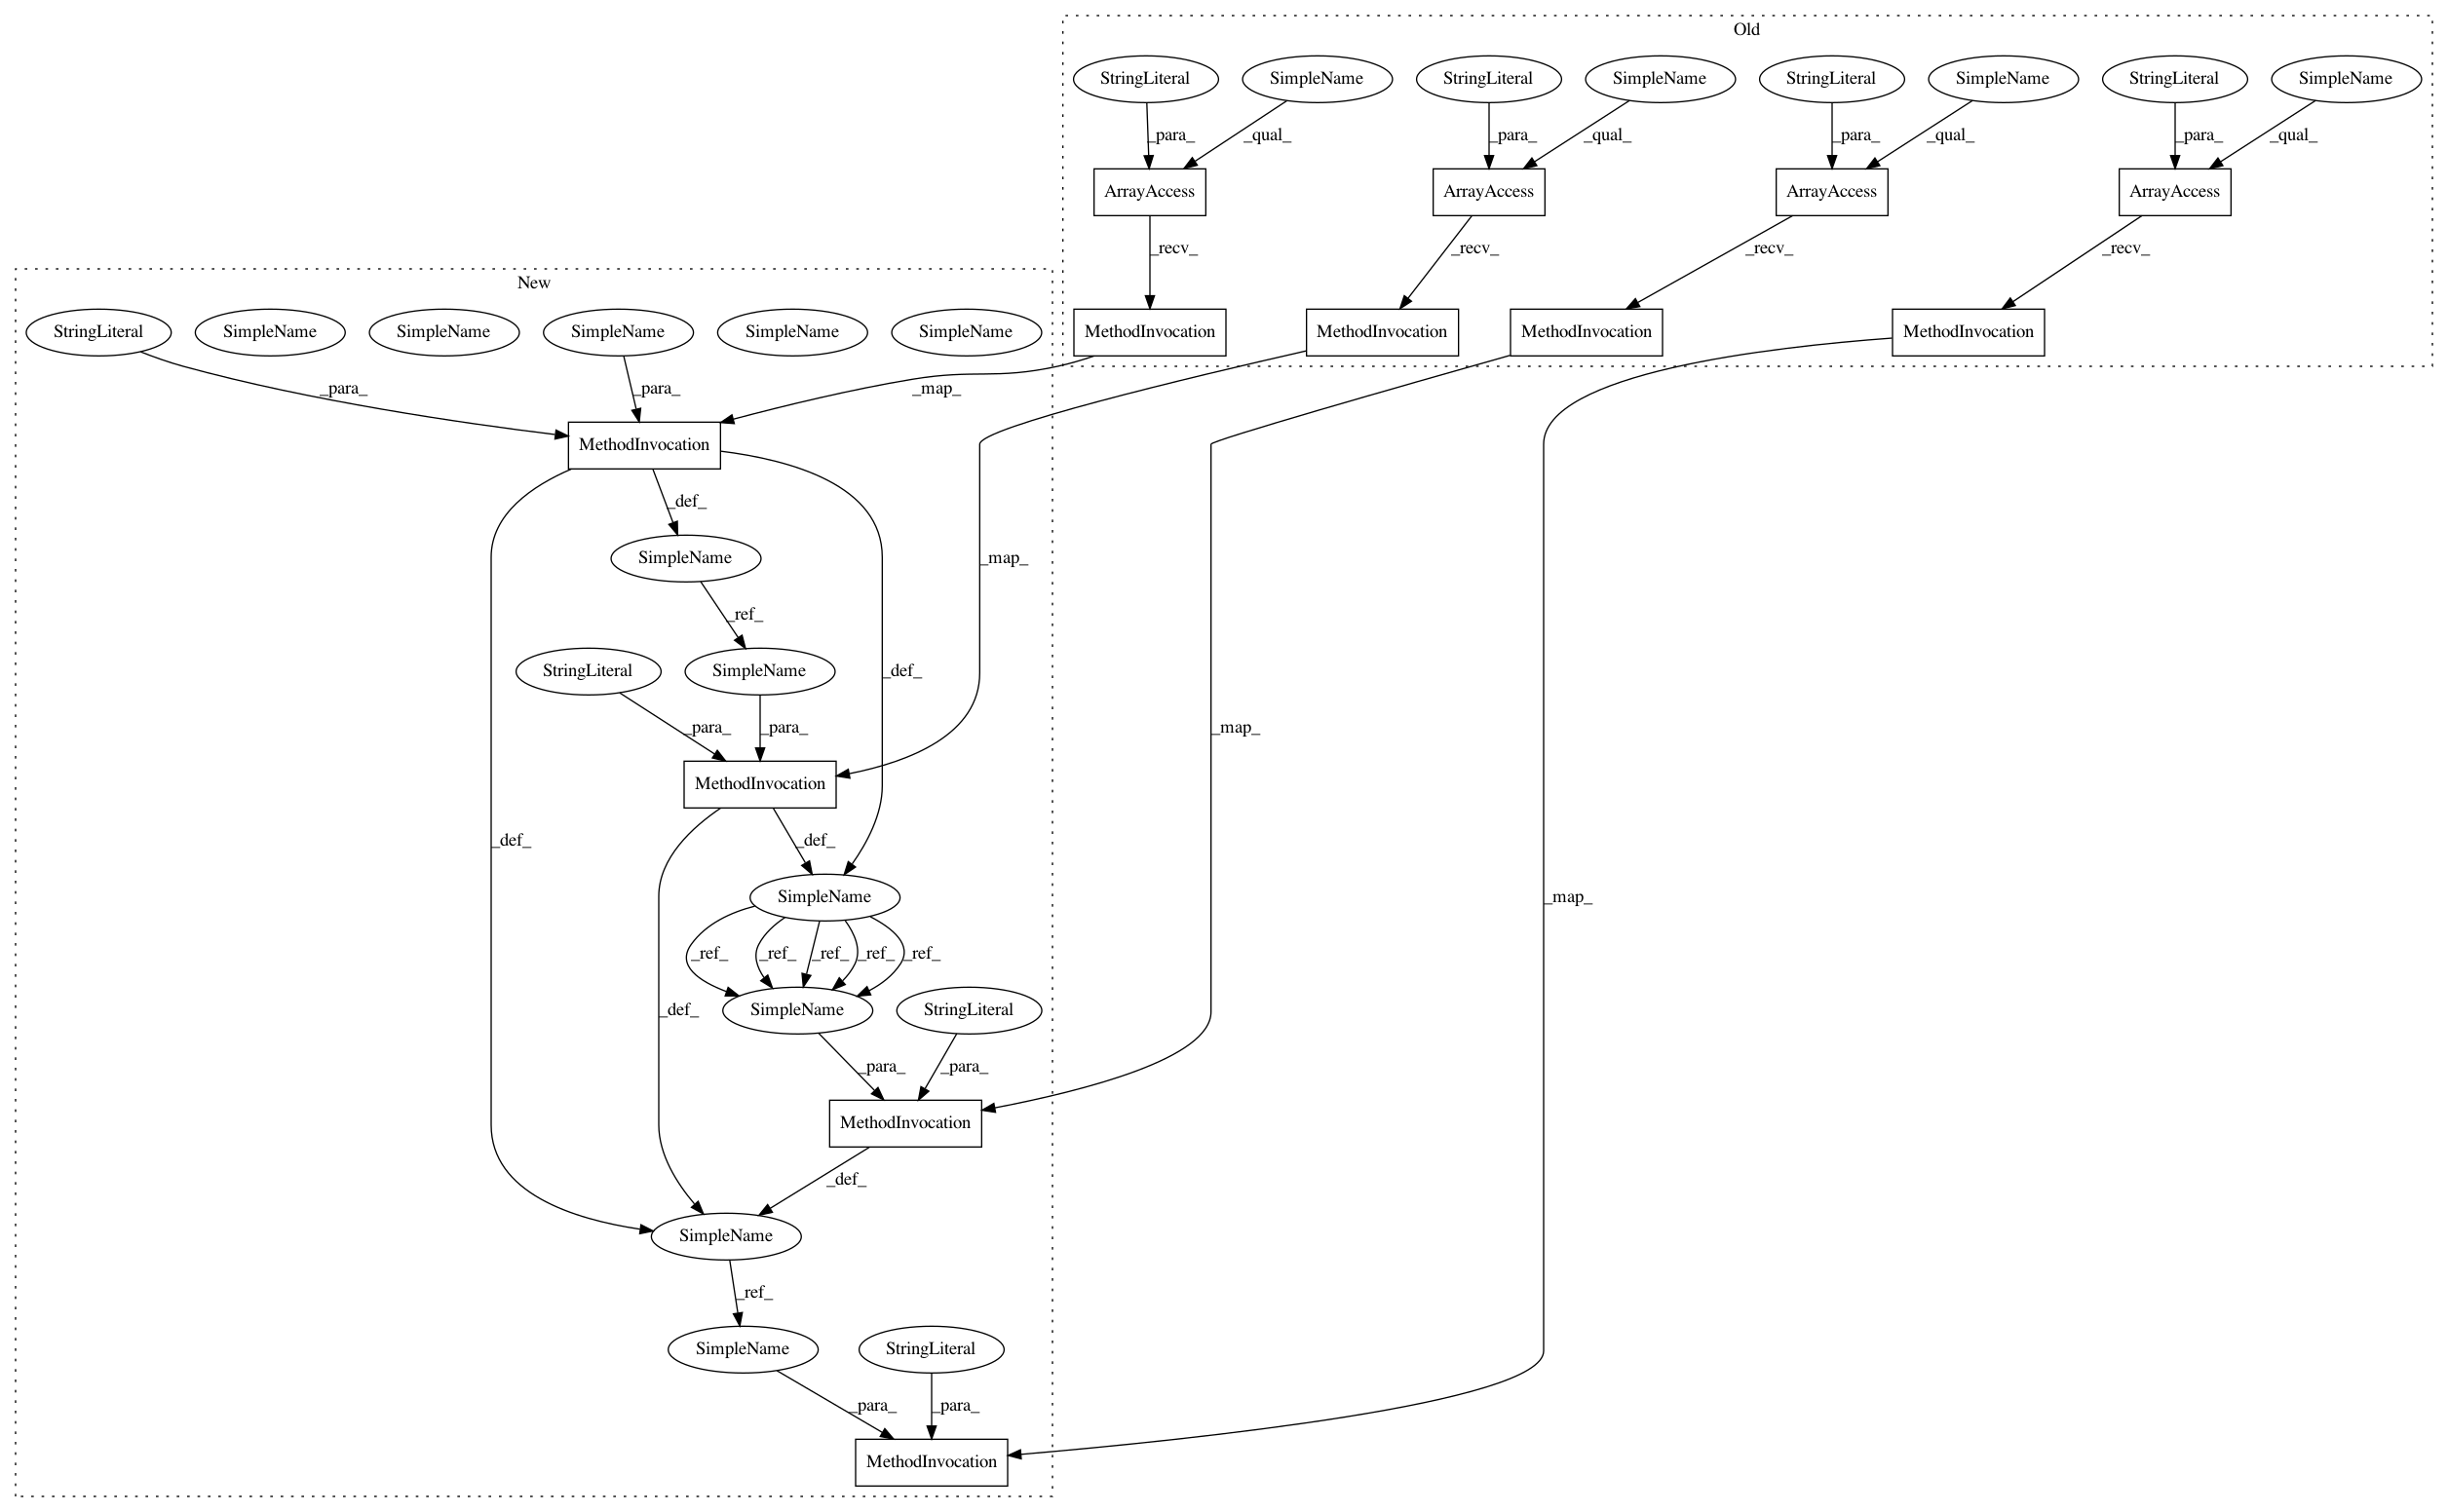 Old
StringLiteral SimpleName StringLiteral SimpleName StringLiteral SimpleName StringLiteral SimpleName
_para_ _qual_ _para_ _qual_ _para_ _qual_ _para_ _qual_
ArrayAccess ArrayAccess ArrayAccess ArrayAccess
_recv_ _recv_ _recv_ _recv_
New
StringLiteral SimpleName SimpleName SimpleName SimpleName SimpleName MethodInvocation MethodInvocation MethodInvocation MethodInvocation
_para_ _para_ _map_
MethodInvocation
_def_
SimpleName _map_
_ref_
StringLiteral SimpleName _def_
_para_ _para_ _map_
MethodInvocation
_def_ _def_
SimpleName _map_
_ref_ _ref_ _ref_ _ref_ _ref_
_def_ SimpleName StringLiteral
_para_ _para_
MethodInvocation
_def_
SimpleName
_ref_
SimpleName StringLiteral
_para_ _para_
MethodInvocation